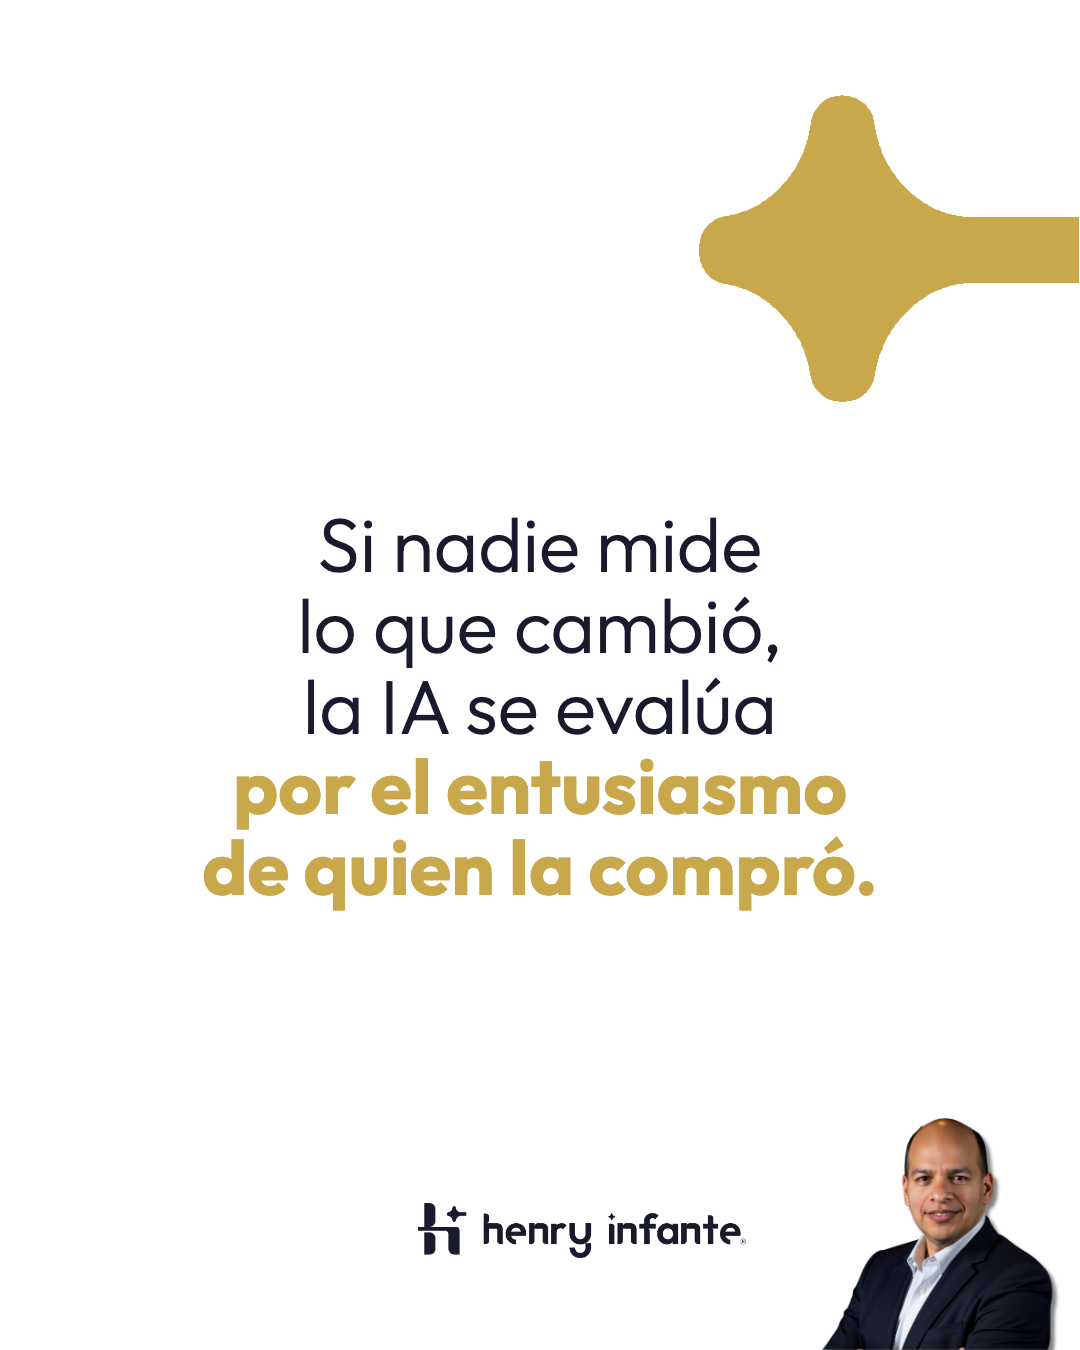 Si nadie mide
lo que cambió,
la IA se evalúa
por el entusiasmo
de quien la compró.
henry infante®